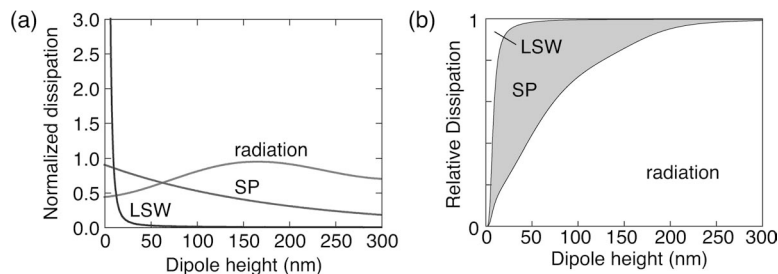 (a)
Normalized dissipation
3.0
2.5
2.0
1.5
1.0
0.5
0.0
radiation
SP
LSW
0 50 100 150 200 250 300
Dipole height (nm)
(b)
Relative Dissipation
1
0
LSW
SP
radiation
0 50 100 150 200 250 300
Dipole height (nm)